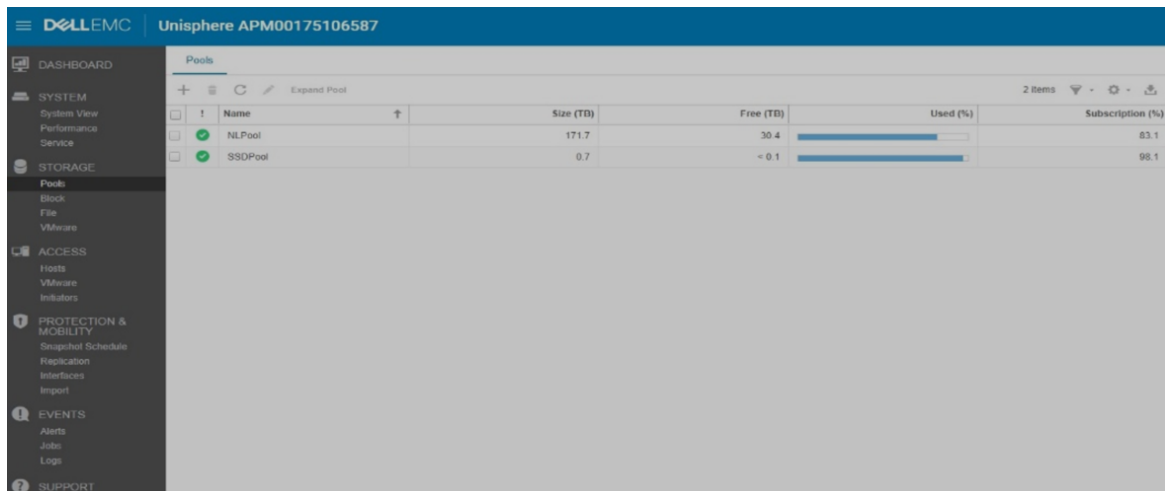 DELLEMC Unisphere APM00175106587
DASHBOARD
SYSTEM
System View
Performance
Service
STORAGE
Pools
Block
File
VMware
ACCESS
Hosts
VMware
Initiators
PROTECTION &
MOBILITY
Snapshot Schedule
Replication
Interfaces
Import
EVENTS
Alerts
Jobs
Logs
SUPPORT
Pools
Expand Pool 2 items
! Name Size (TB) Free (TB) Used (%) Subscription (%)
NLPool 171.7 30.4 83.1
SSDPool 0.7 < 0.1 98.1